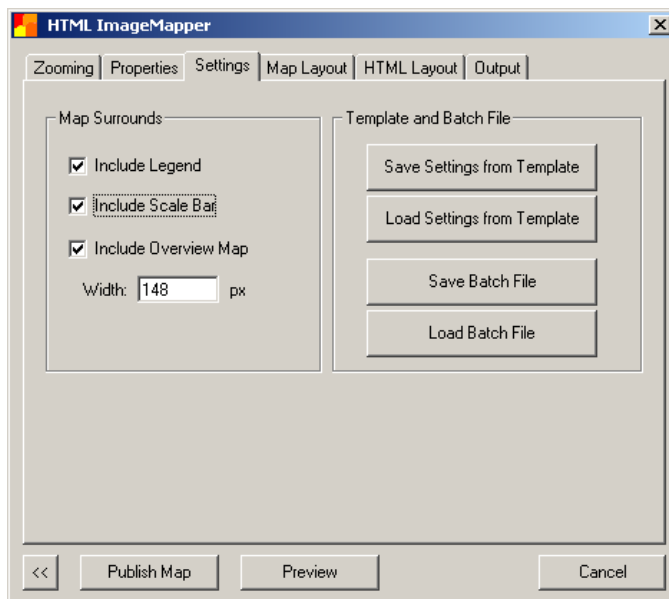 HTML ImageMapper
Zooming Properties Settings Map Layout HTML Layout Output
Map Surrounds
Include Legend
Include Scale Bar
Include Overview Map
Width: 148 px
Template and Batch File
Save Settings from Template
Load Settings from Template
Save Batch File
Load Batch File
<< Publish Map Preview Cancel